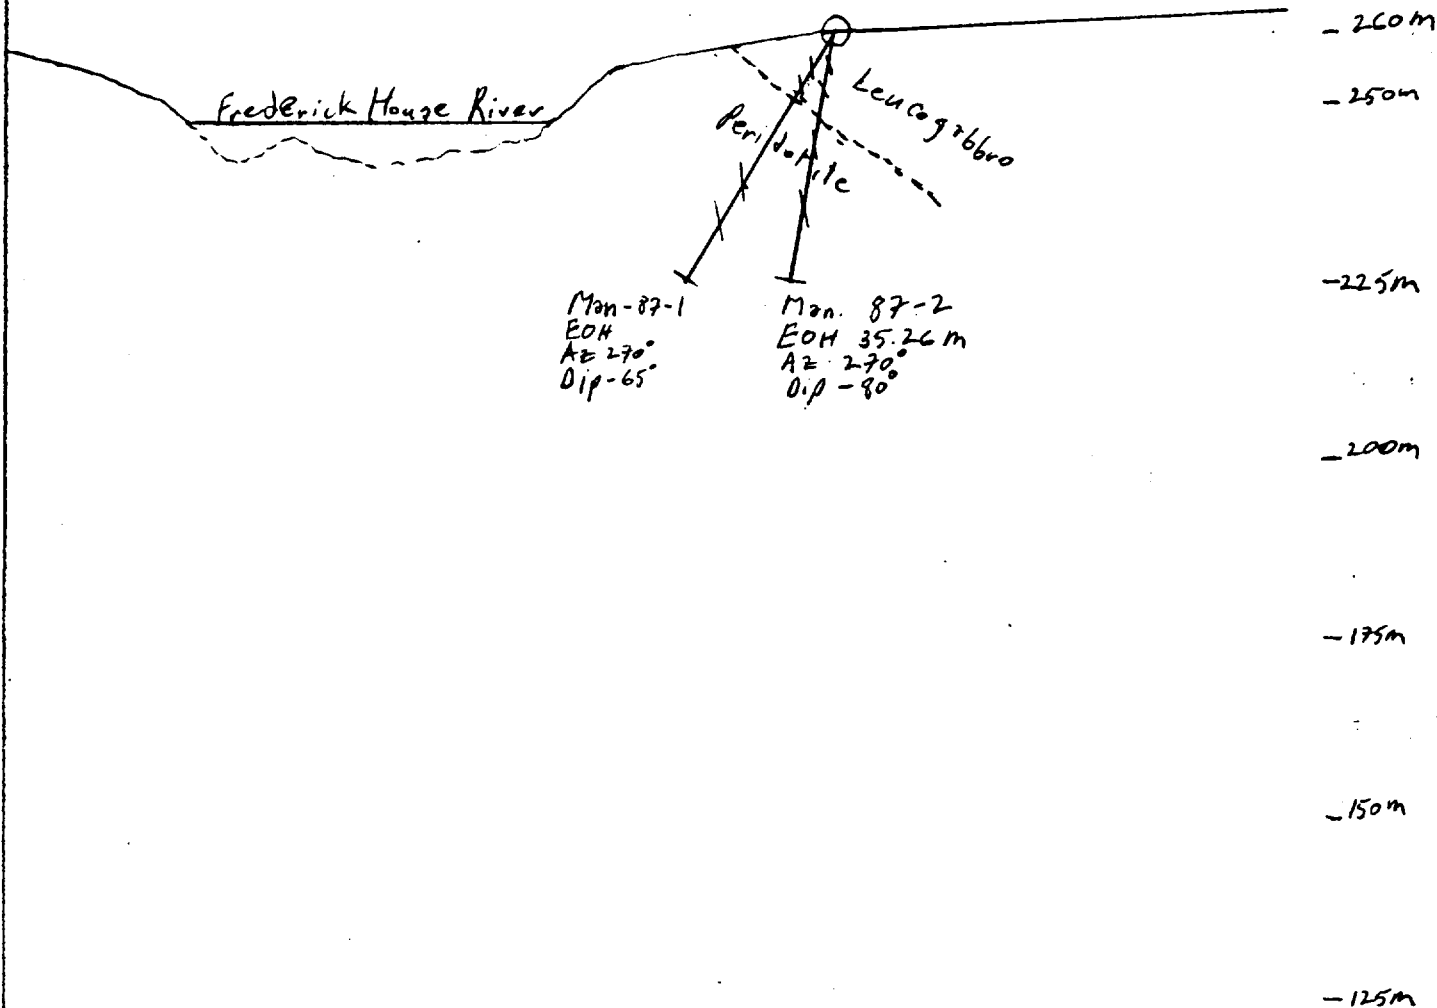 - 260m
- 250m
Frederick House River
Leucogabbro
Peridotite
- 225m
Man-87-1
EOH
Az 270°
Dip-65°
Man. 87-2
EOH 35.26 m
Az 270°
Dip -80°
- 200m
- 175m
- 150m
- 125m